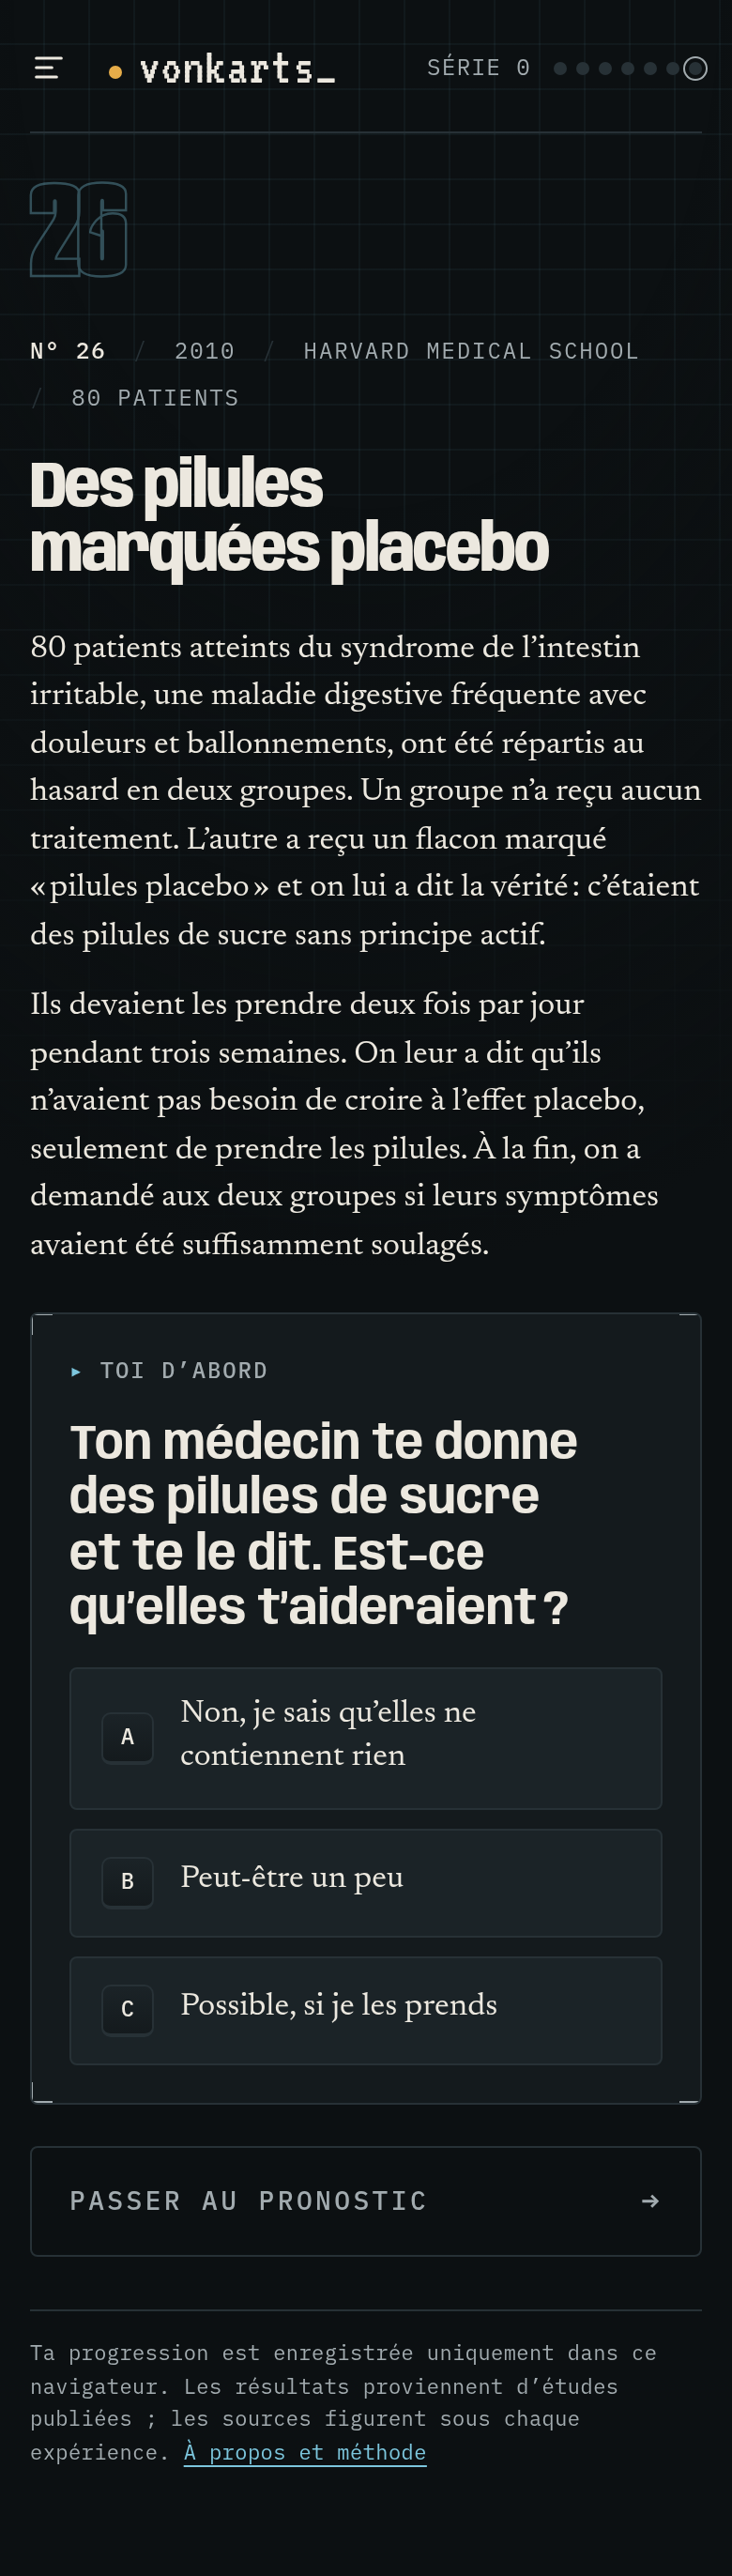 vonkarts_ SÉRIE 0
26
N° 26 / 2010 / HARVARD MEDICAL SCHOOL
/ 80 PATIENTS
Des pilules
marquées placebo
80 patients atteints du syndrome de l’intestin
irritable, une maladie digestive fréquente avec
douleurs et ballonnements, ont été répartis au
hasard en deux groupes. Un groupe n’a reçu aucun
traitement. L’autre a reçu un flacon marqué
« pilules placebo » et on lui a dit la vérité : c’étaient
des pilules de sucre sans principe actif.
Ils devaient les prendre deux fois par jour
pendant trois semaines. On leur a dit qu’ils
n’avaient pas besoin de croire à l’effet placebo,
seulement de prendre les pilules. À la fin, on a
demandé aux deux groupes si leurs symptômes
avaient été suffisamment soulagés.
▸ TOI D’ABORD
Ton médecin te donne
des pilules de sucre
et te le dit. Est-ce
qu’elles t’aideraient ?
A Non, je sais qu’elles ne
contiennent rien
B Peut-être un peu
C Possible, si je les prends
PASSER AU PRONOSTIC →
Ta progression est enregistrée uniquement dans ce
navigateur. Les résultats proviennent d’études
publiées ; les sources figurent sous chaque
expérience. À propos et méthode